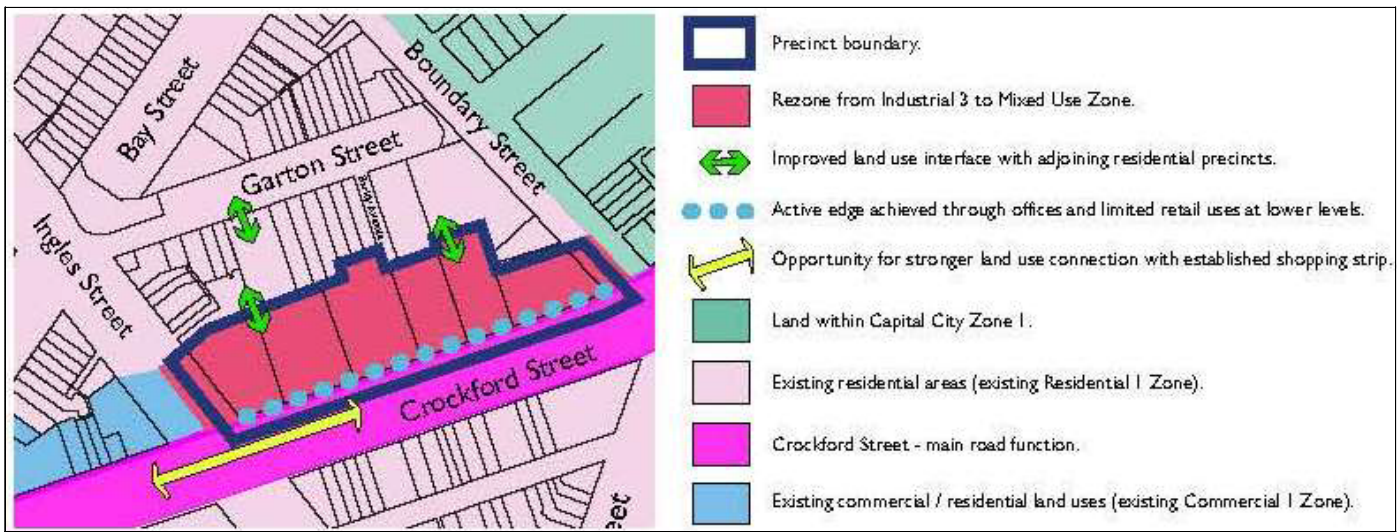 Bay Street
Boundary Street
Garton Street
Ingles Street
Crockford Street
Precinct boundary.
Rezone from Industrial 3 to Mixed Use Zone.
Improved land use interface with adjoining residential precincts.
Active edge achieved through offices and limited retail uses at lower levels.
Opportunity for stronger land use connection with established shopping strip.
Land within Capital City Zone 1.
Existing residential areas (existing Residential 1 Zone).
Crockford Street - main road function.
Existing commercial / residential land uses (existing Commercial 1 Zone).